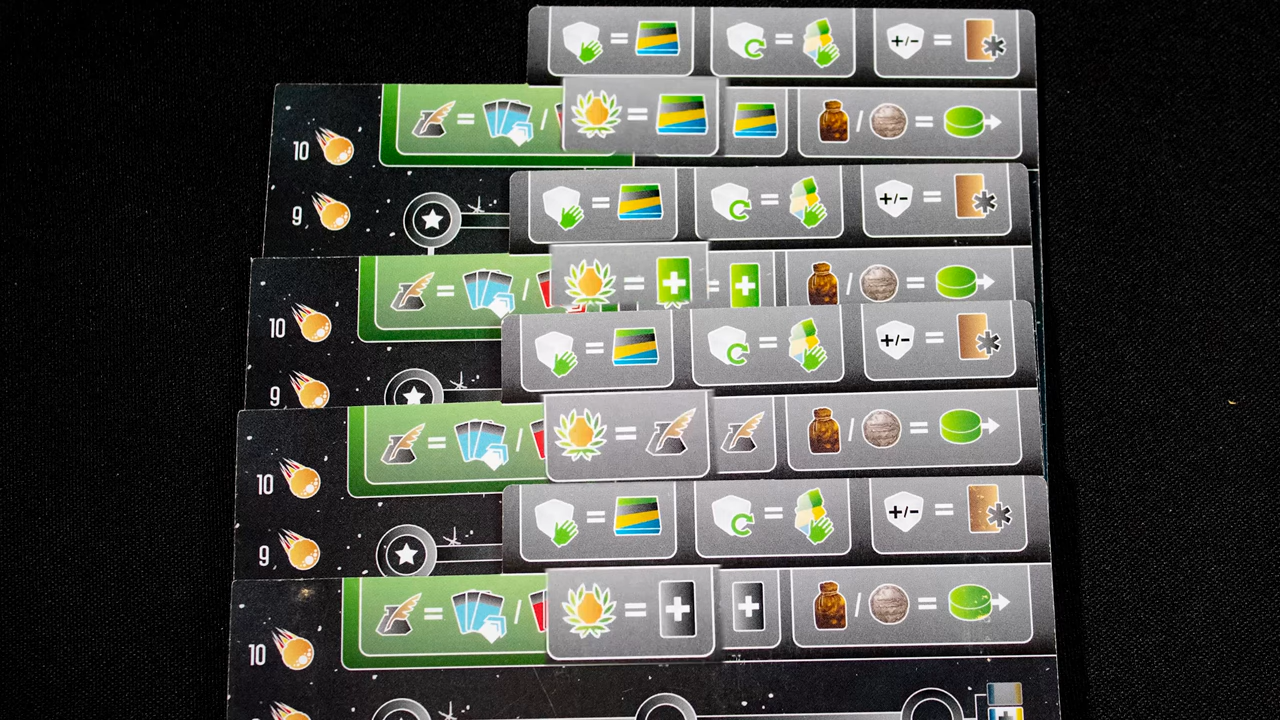 = = +/- =
10 = / = = / =
9 = = +/- =
10 = / = = / =
9 = = +/- =
10 = / = / =
9 = = +/- =
10 = / = / =